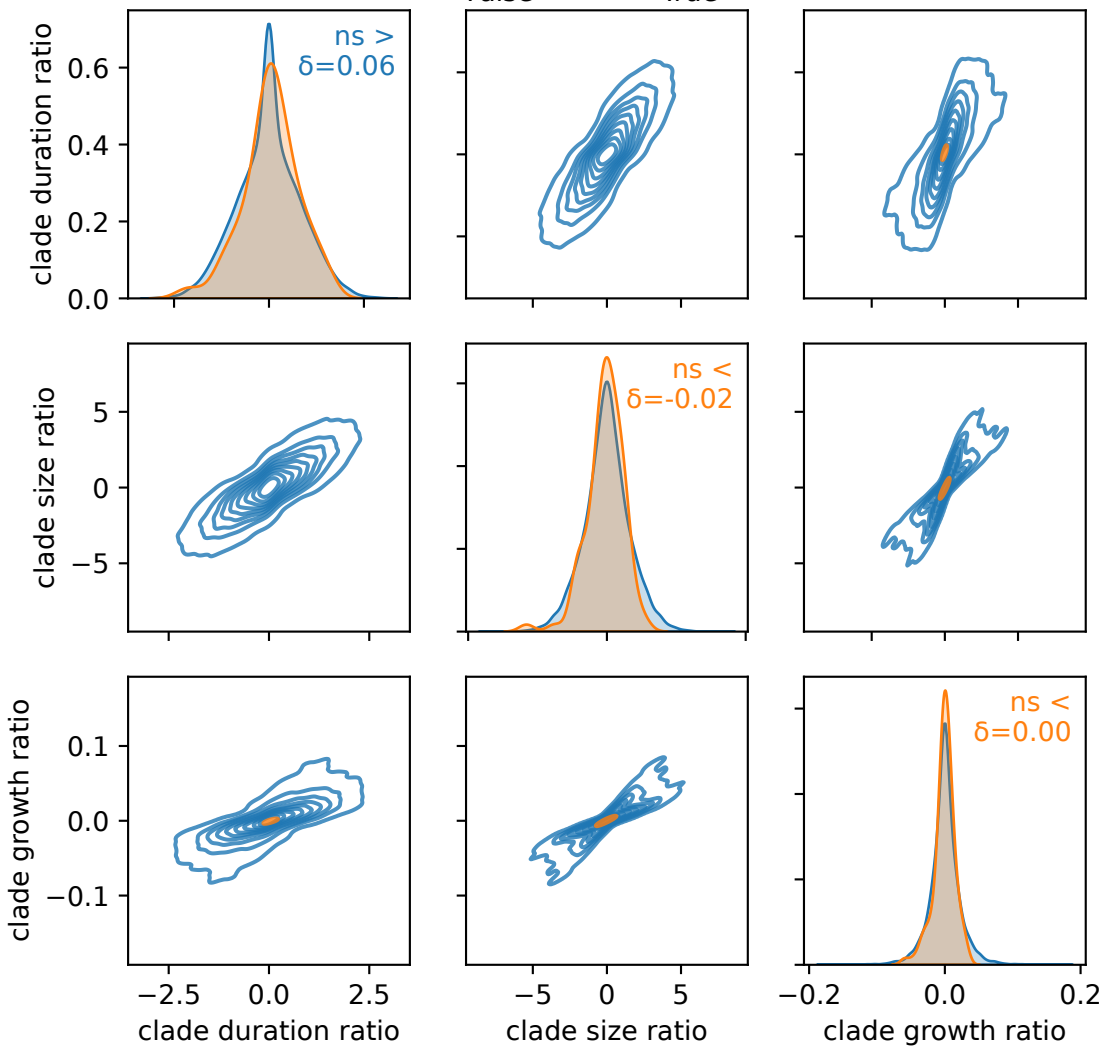 ns >
δ=0.06
clade duration ratio
0.6
0.4
0.2
0.0
ns <
δ=-0.02
clade size ratio
5
0
−5
ns <
δ=0.00
clade growth ratio
0.1
0.0
−0.1
−2.5 0.0 2.5
−5 0 5
−0.2 0.0 0.2
clade duration ratio
clade size ratio
clade growth ratio